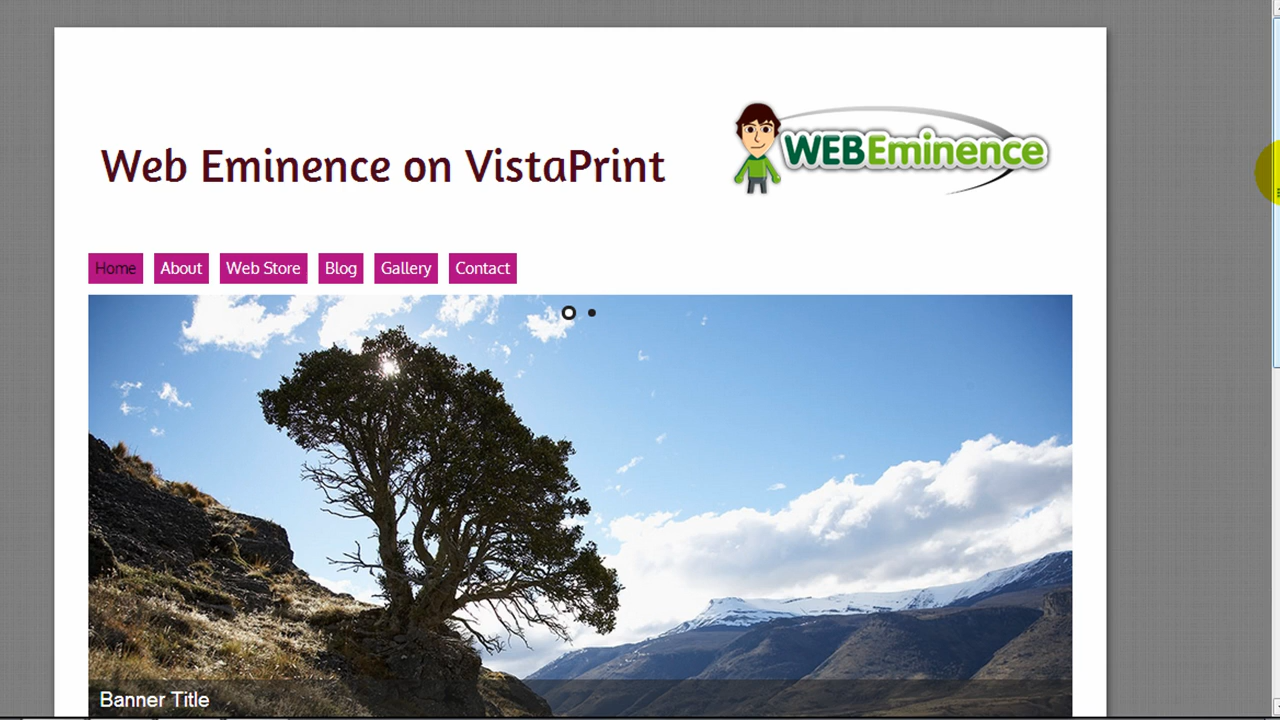 Web Eminence on VistaPrint
WEBEminence
Home About Web Store Blog Gallery Contact
Banner Title